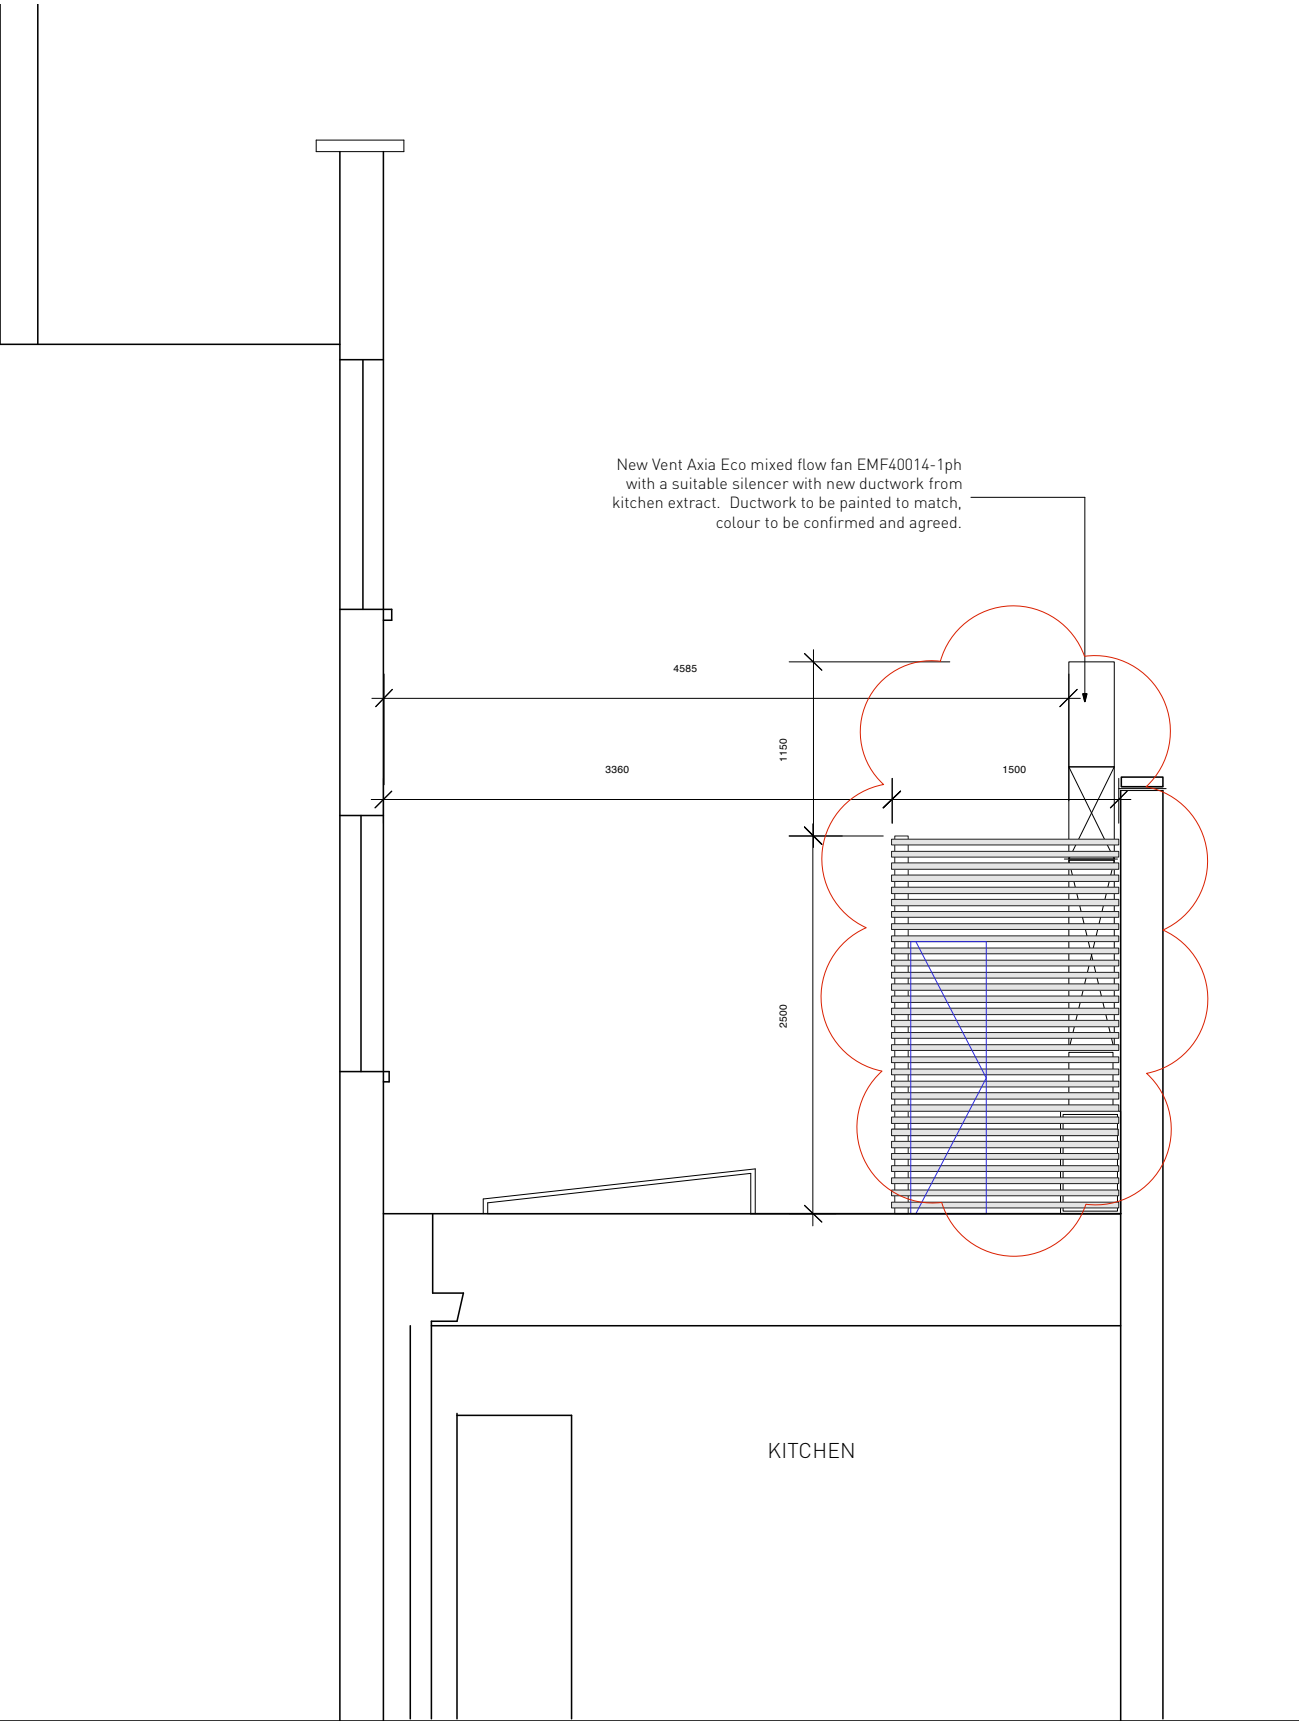 New Vent Axia Eco mixed flow fan EMF40014-1ph
with a suitable silencer with new ductwork from
kitchen extract.  Ductwork to be painted to match,
colour to be confirmed and agreed.
4585
1150
3360
1500
2500
KITCHEN